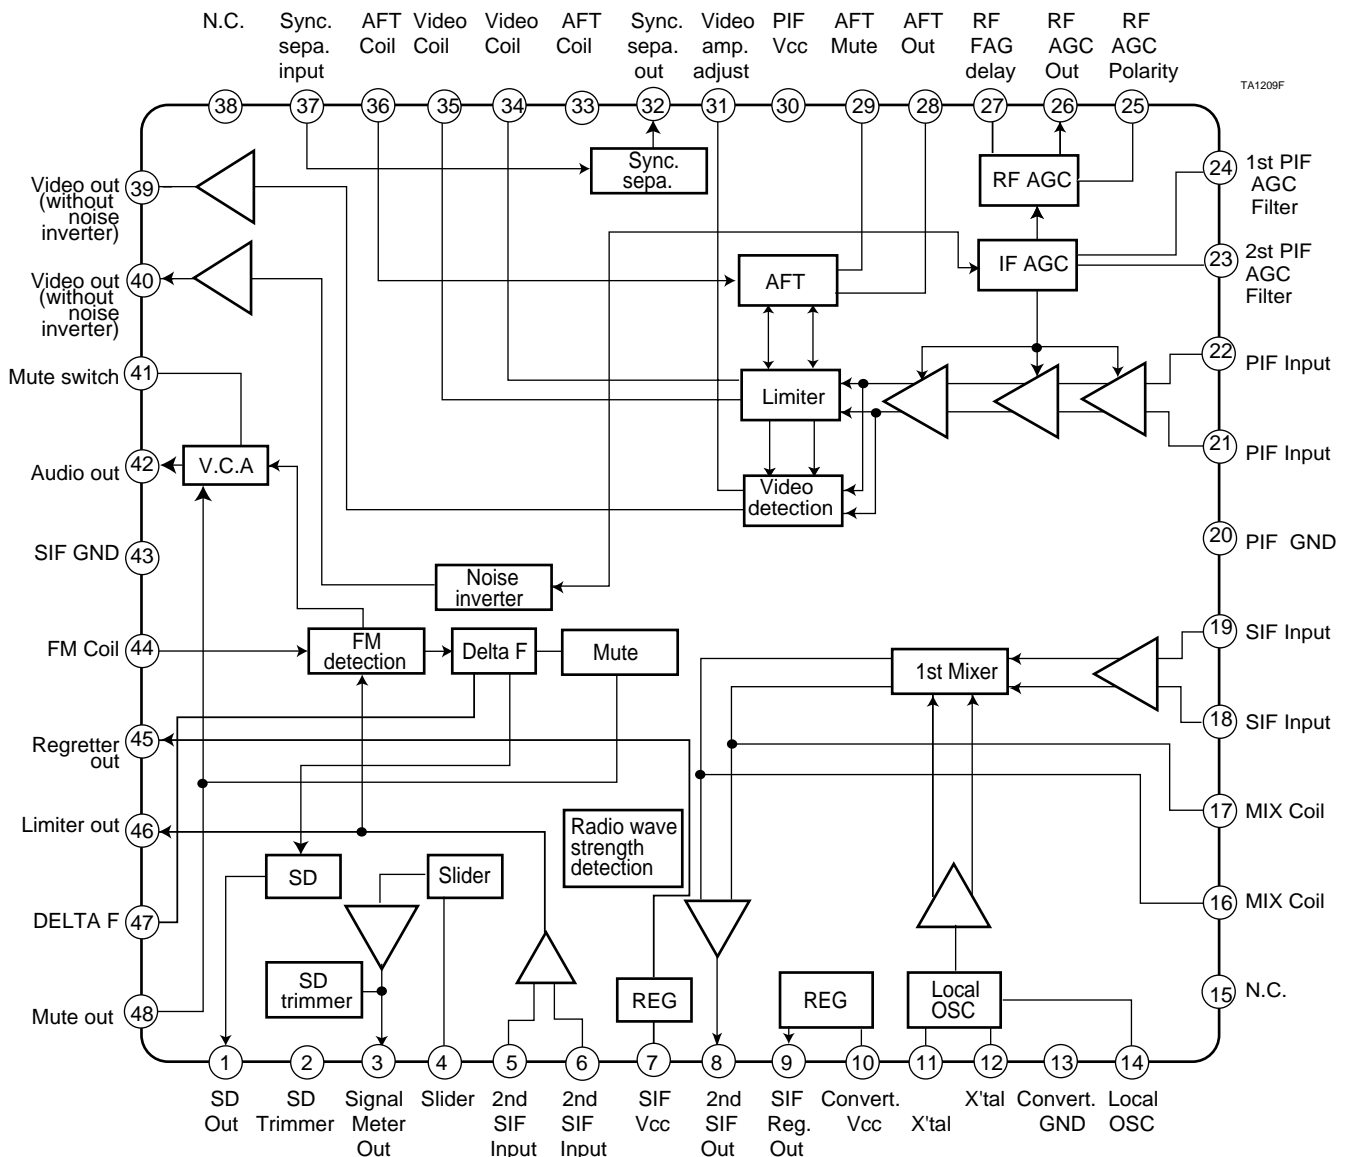 N.C.
Sync.
sepa.
input
AFT
Coil
Video
Coil
Video
Coil
AFT
Coil
Sync.
sepa.
out
Video
amp.
adjust
PIF
Vcc
AFT
Mute
AFT
Out
RF
FAG
delay
RF
AGC
Out
RF
AGC
Polarity
TA1209F
38
37
36
35
34
33
32
31
30
29
28
27
26
25
Video out
(without
noise
inverter)
39
Sync.
sepa.
RF AGC
24
1st PIF
AGC
Filter
Video out
(without
noise
inverter)
40
AFT
IF AGC
23
2st PIF
AGC
Filter
Mute switch
41
Limiter
22
PIF Input
Audio out
42
V.C.A
Video
detection
21
PIF Input
SIF GND
43
Noise
inverter
20
PIF GND
FM Coil
44
FM
detection
Delta F
Mute
1st Mixer
19
SIF Input
18
SIF Input
Regretter
out
45
Limiter out
46
Radio wave
strength
detection
17
MIX Coil
SD
Slider
16
MIX Coil
DELTA F
47
SD
trimmer
REG
REG
Local
OSC
15
N.C.
Mute out
48
1
2
3
4
5
6
7
8
9
10
11
12
13
14
SD
Out
SD
Trimmer
Signal
Meter
Out
Slider
2nd
SIF
Input
2nd
SIF
Input
SIF
Vcc
2nd
SIF
Out
SIF
Reg.
Out
Convert.
Vcc
X'tal
X'tal
Convert.
GND
Local
OSC